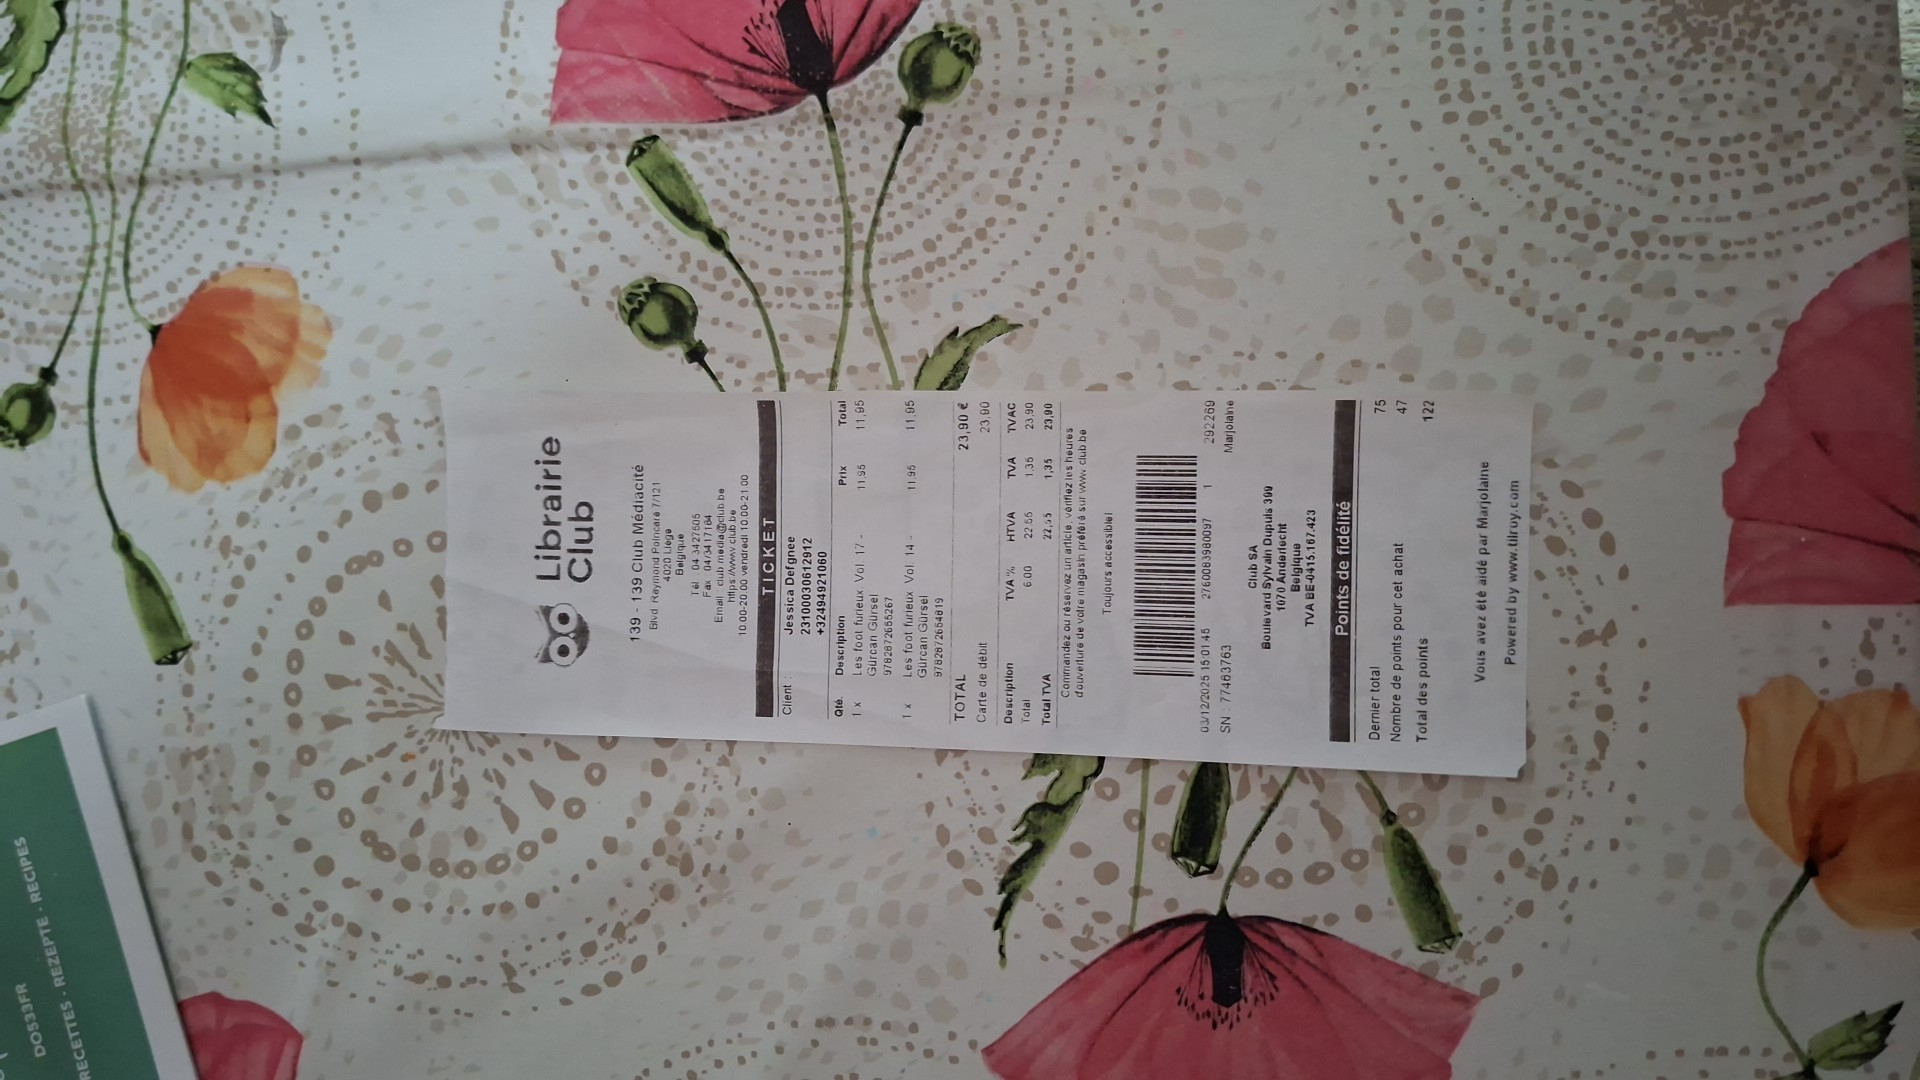 Librairie
Club
139 - 139 Club Médiacité
Blvd Raymond Poincaré 7/121
4020 Liège
Belgique
Tél 04 3427505
Fax 04/3417164
Email : club.media@club.be
https://www.club.be
10.00-20.00 vendredi 10.00-21.00
TICKET
Client : Jessica Defgnee
23100030612912
+32494921060
Qté. Description Prix Total
1 x Les foot furieux Vol 17 - 11,95 11,95
Gürcan Gürsel
9782872655267
1 x Les foot furieux Vol. 14 - 11,95 11,95
Gürcan Gürsel
9782872654819
TOTAL 23,90 €
Carte de débit 23,90
Description TVA % HTVA TVA TVAC
Total 6.00 22,55 1,35 23,90
Total TVA 22,55 1,35 23,90
Commandez ou réservez un article, vérifiez les heures
d'ouverture de votre magasin préféré sur www.club.be
Toujours accessible!
03/12/2025 15:01:45 2760083980097 1 292269
SN : 77463763 Marjolaine
Club SA
Boulevard Sylvain Dupuis 399
1070 Anderlecht
Belgique
TVA BE-0415.167.423
Points de fidélité
Dernier total 75
Nombre de points pour cet achat 47
Total des points 122
Vous avez été aidé par Marjolaine
Powered by www.tilroy.com
DO533FR
RECETTES · REZEPTE · RECIPES